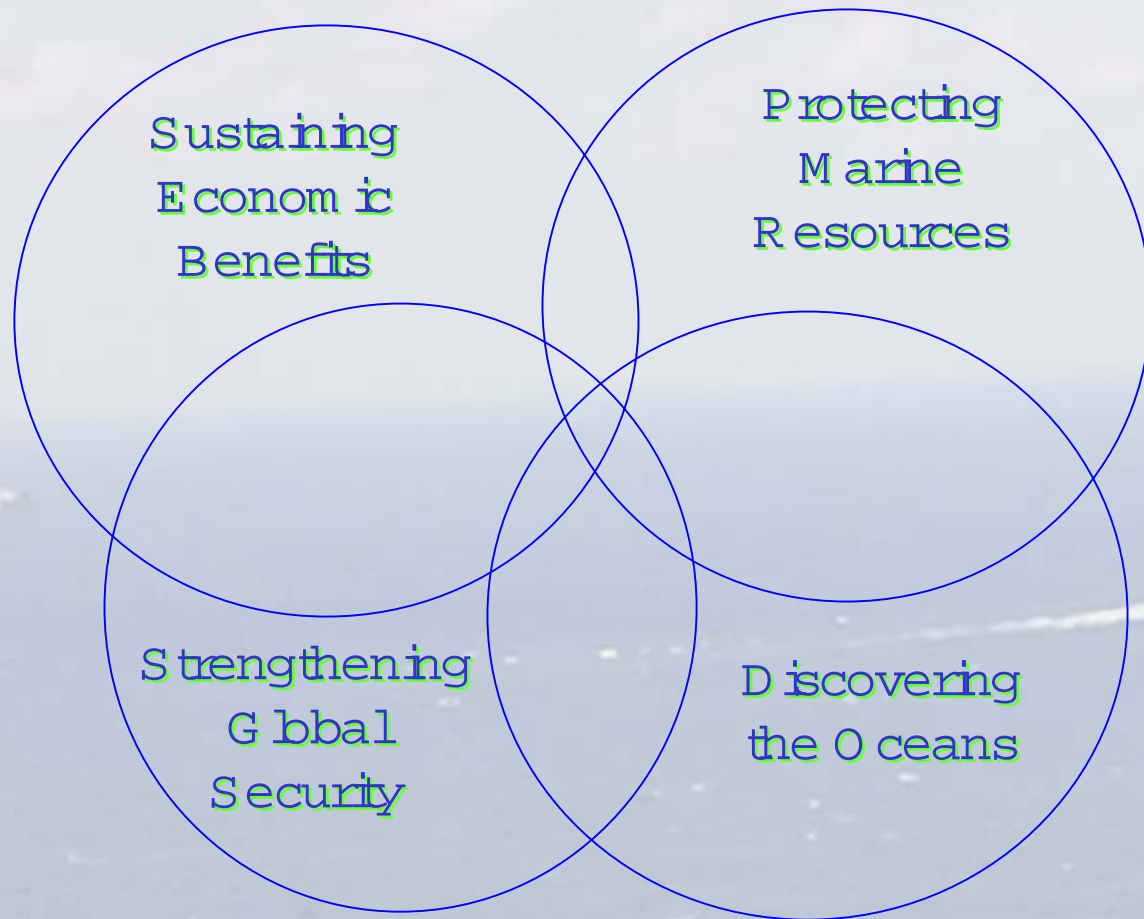 Sustaining
Economic
Benefits
Protecting
Marine
Resources
Strengthening
Global
Security
Discovering
the Oceans